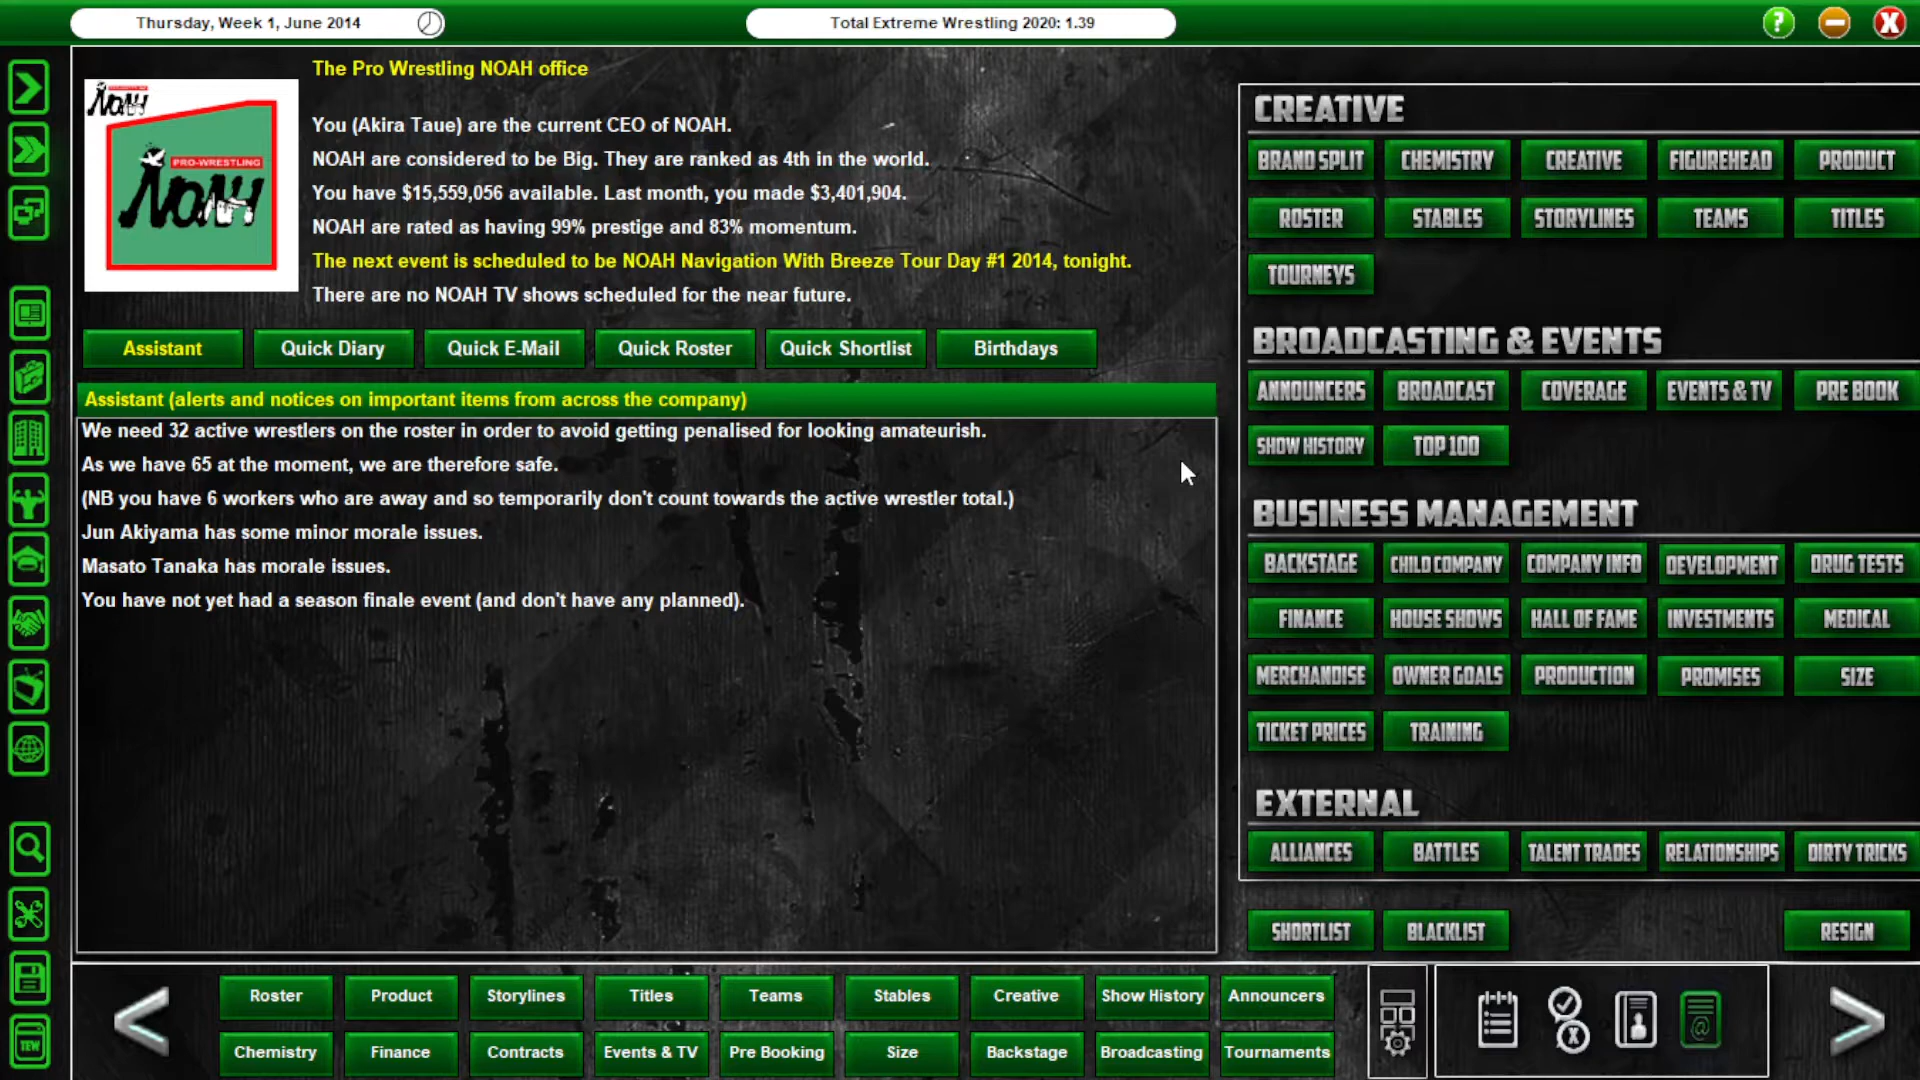 Thursday, Week 1, June 2014
Total Extreme Wrestling 2020: 1.39
?
X
The Pro Wrestling NOAH office
NOAH
PRO-WRESTLING
NOAH
You (Akira Taue) are the current CEO of NOAH.
NOAH are considered to be Big. They are ranked as 4th in the world.
You have $15,559,056 available. Last month, you made $3,401,904.
NOAH are rated as having 99% prestige and 83% momentum.
The next event is scheduled to be NOAH Navigation With Breeze Tour Day #1 2014, tonight.
There are no NOAH TV shows scheduled for the near future.
Assistant Quick Diary Quick E-Mail Quick Roster Quick Shortlist Birthdays
Assistant (alerts and notices on important items from across the company)
We need 32 active wrestlers on the roster in order to avoid getting penalised for looking amateurish.
As we have 65 at the moment, we are therefore safe.
(NB you have 6 workers who are away and so temporarily don't count towards the active wrestler total.)
Jun Akiyama has some minor morale issues.
Masato Tanaka has morale issues.
You have not yet had a season finale event (and don't have any planned).
CREATIVE
BRAND SPLIT CHEMISTRY CREATIVE FIGUREHEAD PRODUCT
ROSTER STABLES STORYLINES TEAMS TITLES
TOURNEYS
BROADCASTING & EVENTS
ANNOUNCERS BROADCAST COVERAGE EVENTS & TV PRE BOOK
SHOW HISTORY TOP 100
BUSINESS MANAGEMENT
BACKSTAGE CHILD COMPANY COMPANY INFO DEVELOPMENT DRUG TESTS
FINANCE HOUSE SHOWS HALL OF FAME INVESTMENTS MEDICAL
MERCHANDISE OWNER GOALS PRODUCTION PROMISES SIZE
TICKET PRICES TRAINING
EXTERNAL
ALLIANCES BATTLES TALENT TRADES RELATIONSHIPS DIRTY TRICKS
SHORTLIST BLACKLIST RESIGN
TEW
Roster Product Storylines Titles Teams Stables Creative Show History Announcers
Chemistry Finance Contracts Events & TV Pre Booking Size Backstage Broadcasting Tournaments